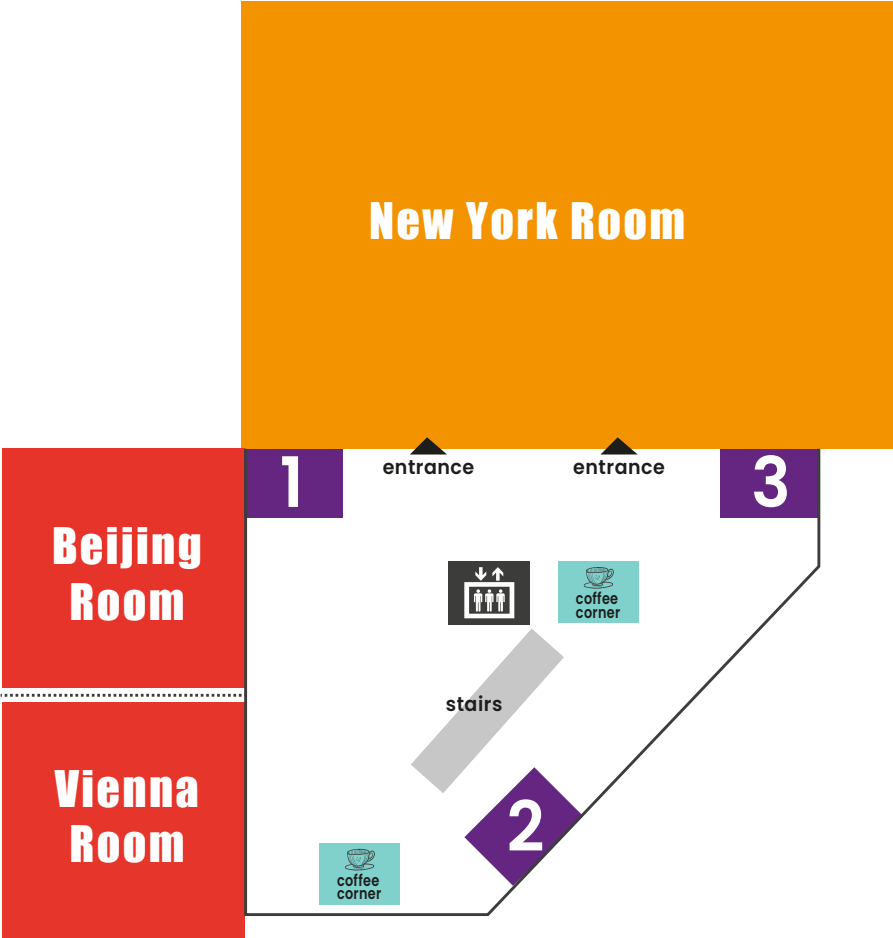 New York Room
1
entrance
entrance
3
Beijing
Room
coffee
corner
stairs
Vienna
Room
2
coffee
corner